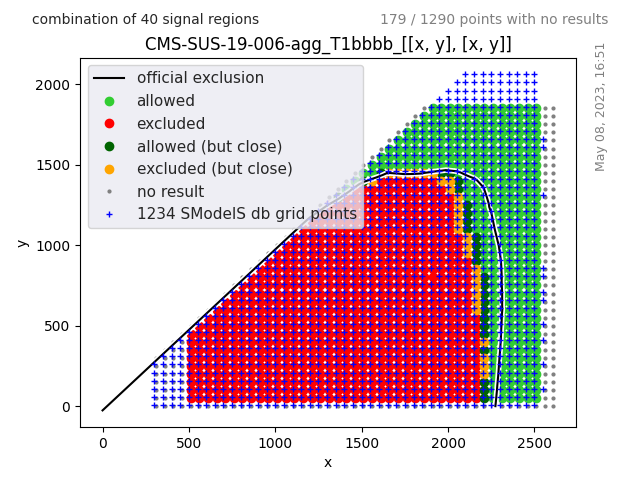 combination of 40 signal regions
179 / 1290 points with no results
CMS-SUS-19-006-agg_T1bbbb_[[x, y], [x, y]]
official exclusion
allowed
excluded
allowed (but close)
excluded (but close)
no result
1234 SModelS db grid points
May 08, 2023, 16:51
y
2000
1500
1000
500
0
0 500 1000 1500 2000 2500
x